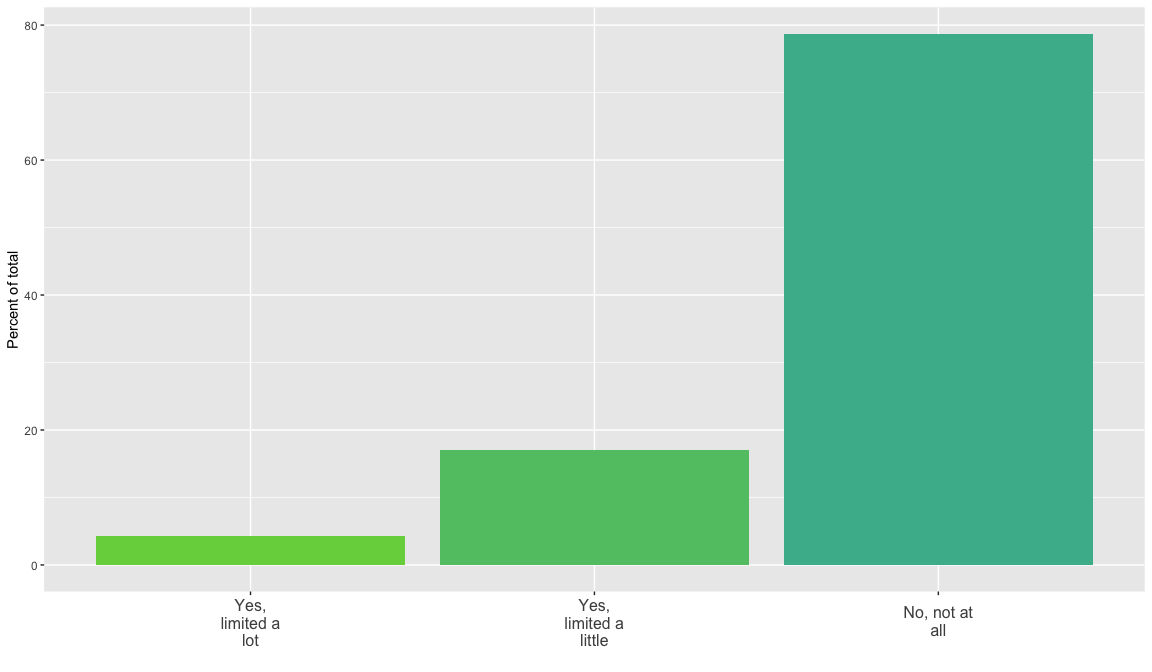 80
60
40
20
0
Percent of total
Yes,
limited a
lot
Yes,
limited a
little
No, not at
all